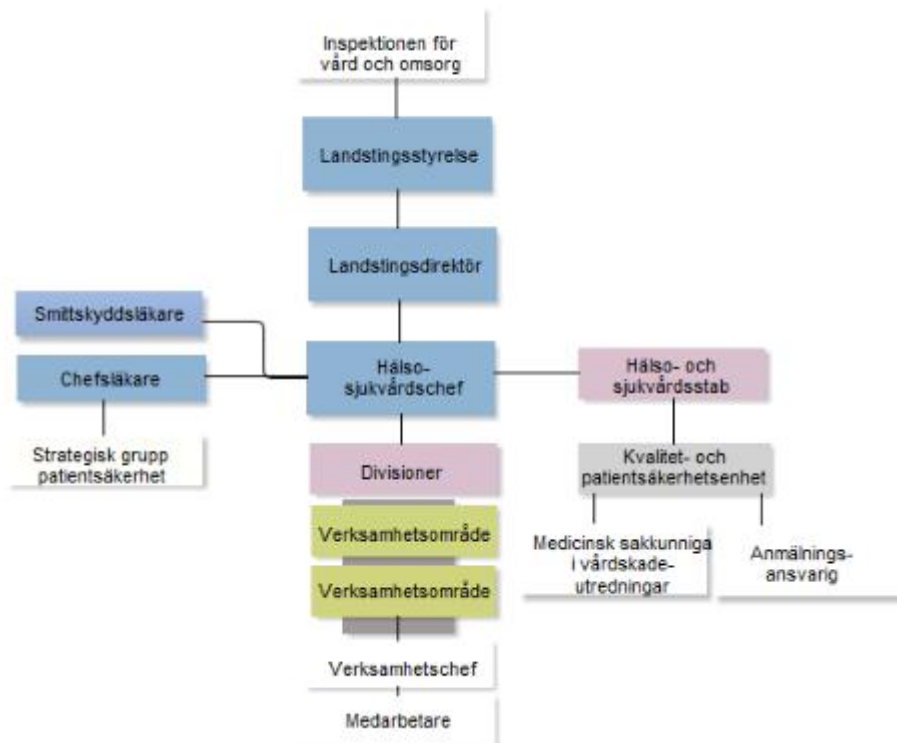 Inspektionen för
vård och omsorg
Landstingsstyrelse
Landstingsdirektör
Smittskyddsläkare
Chefsläkare
Strategisk grupp
patientsäkerhet
Hälso-
sjukvårdschef
Hälso- och
sjukvårdsstab
Kvalitet- och
patientsäkerhetsenhet
Medicinsk sakkunniga
i vårdskade-
utredningar
Anmälnings-
ansvarig
Divisioner
Verksamhetsområde
Verksamhetsområde
Verksamhetschef
Medarbetare